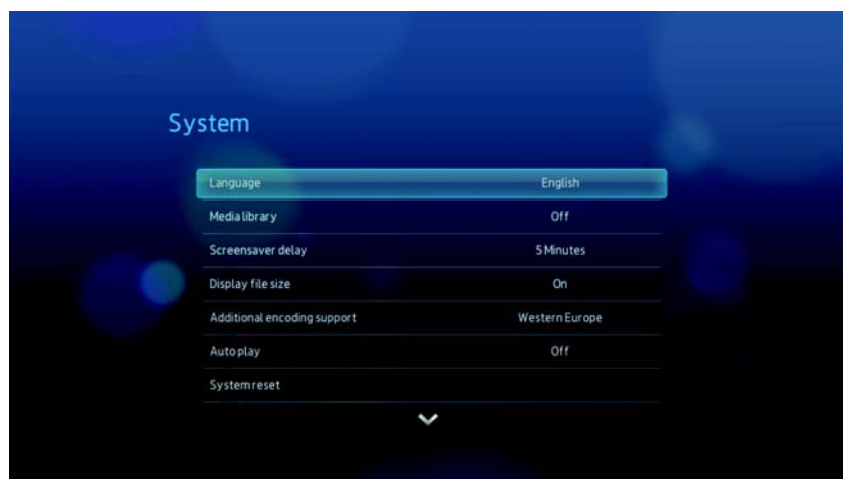 System
Language English
Media library Off
Screensaver delay 5 Minutes
Display file size On
Additional encoding support Western Europe
Auto play Off
System reset